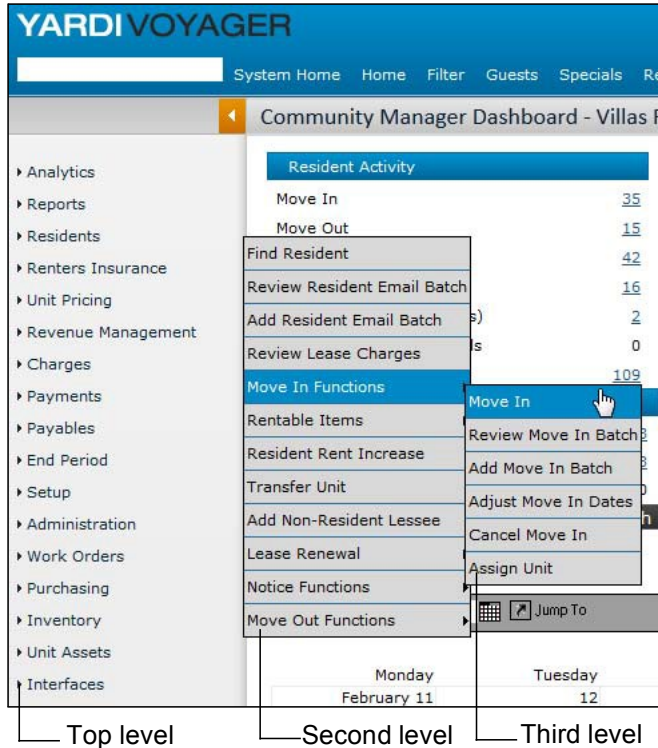 YARDI VOYAGER
System Home Home Filter Guests Specials
Community Manager Dashboard - Villas
Analytics
Reports
Residents
Renters Insurance
Unit Pricing
Revenue Management
Charges
Payments
Payables
End Period
Setup
Administration
Work Orders
Purchasing
Inventory
Unit Assets
Interfaces
Resident Activity
Move In 35
Move Out 15
42
16
s) 2
ls 0
109
Find Resident
Review Resident Email Batch
Add Resident Email Batch
Review Lease Charges
Move In Functions
Rentable Items
Resident Rent Increase
Transfer Unit
Add Non-Resident Lessee
Lease Renewal
Notice Functions
Move Out Functions
Move In
Review Move In Batch
Add Move In Batch
Adjust Move In Dates
Cancel Move In
Assign Unit
Jump To
Monday Tuesday
February 11 12
Top level Second level Third level